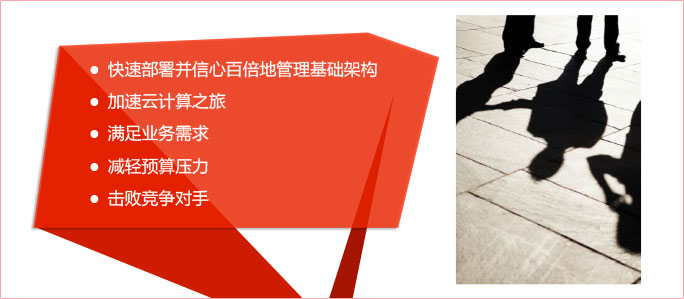 ● 快速部署并信心百倍地管理基础架构
● 加速云计算之旅
● 满足业务需求
● 减轻预算压力
● 击败竞争对手